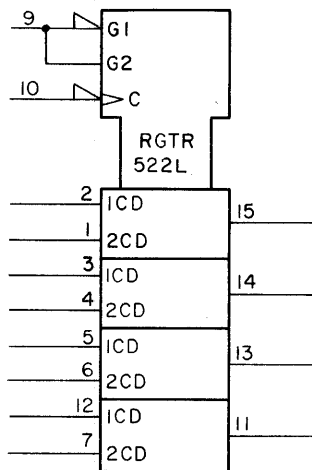 9 G1
G2
10 C
RGTR
522L
2 1CD 15
1 2CD
3 1CD 14
4 2CD
5 1CD 13
6 2CD
12 1CD 11
7 2CD